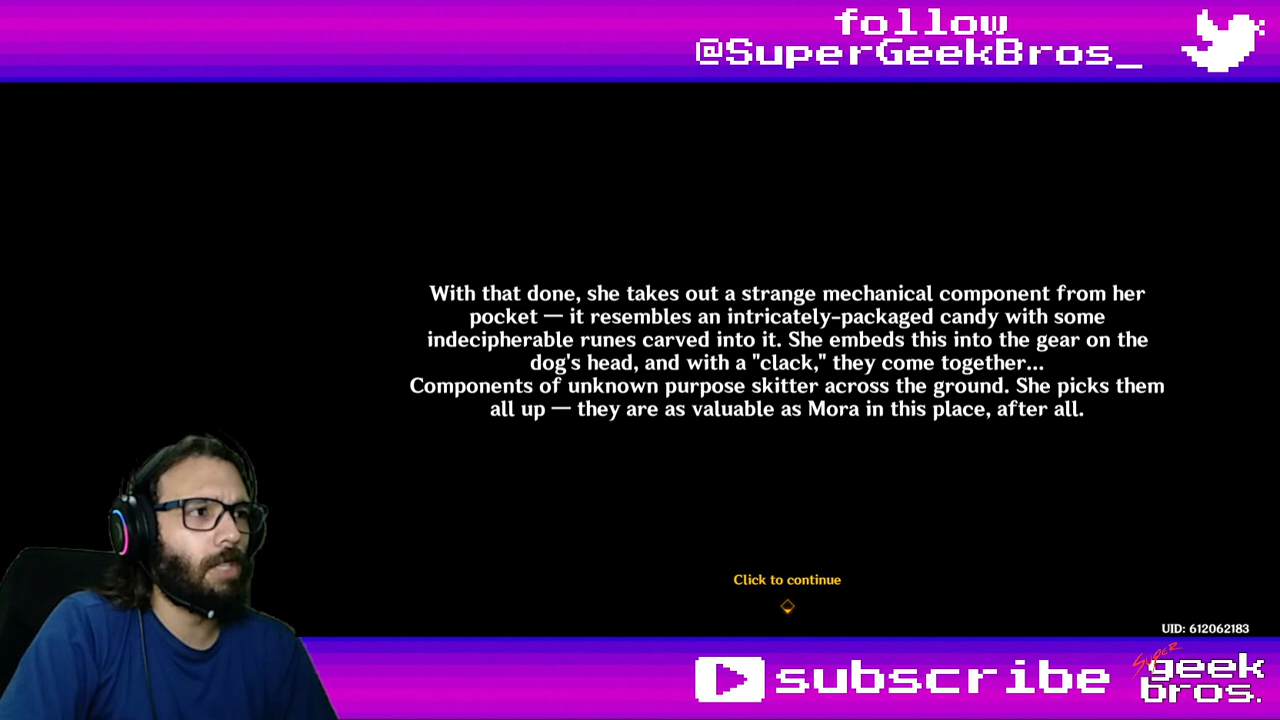 follow
@SuperGeekBros_
With that done, she takes out a strange mechanical component from her
pocket — it resembles an intricately-packaged candy with some
indecipherable runes carved into it. She embeds this into the gear on the
dog's head, and with a "clack," they come together...
Components of unknown purpose skitter across the ground. She picks them
all up — they are as valuable as Mora in this place, after all.
Click to continue
UID: 612062183
subscribe
SUPER
geek
bros.